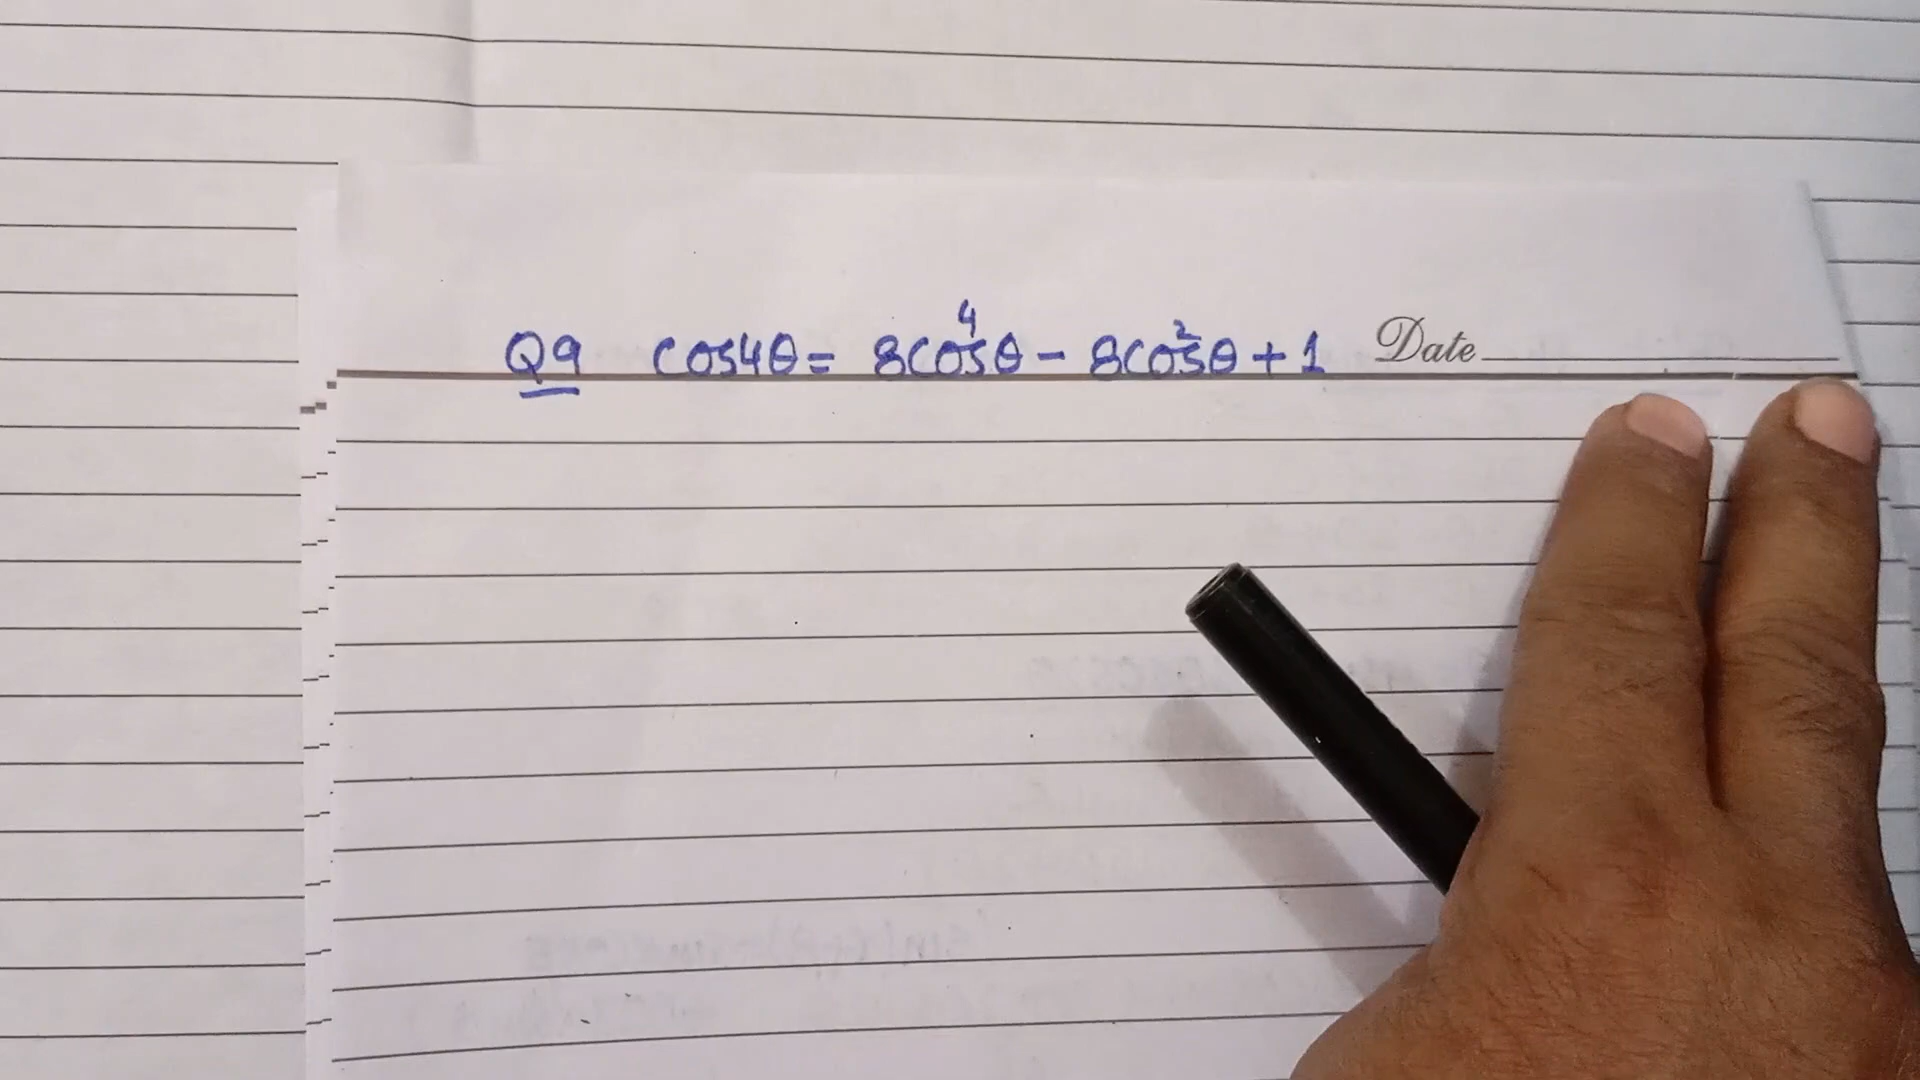 Q9 cos4θ = 8cos⁴θ - 8cos²θ + 1 Date